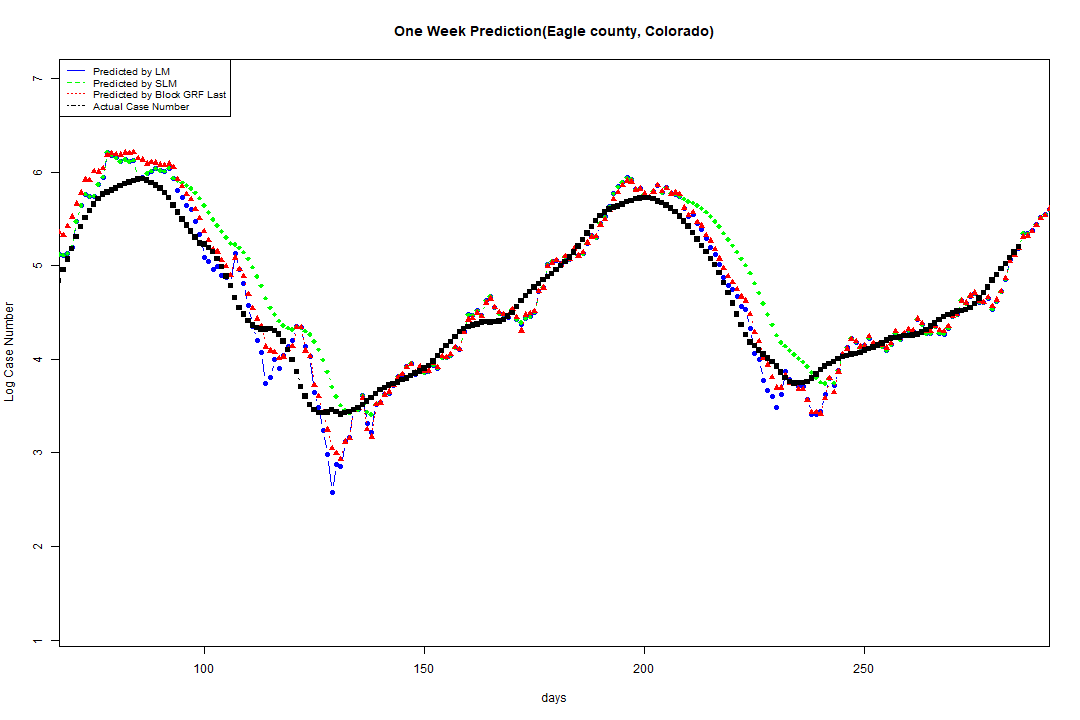 One Week Prediction(Eagle county, Colorado)
Predicted by LM
Predicted by SLM
Predicted by Block GRF Last
Actual Case Number
7
6
5
4
3
2
1
Log Case Number
100 150 200 250
days